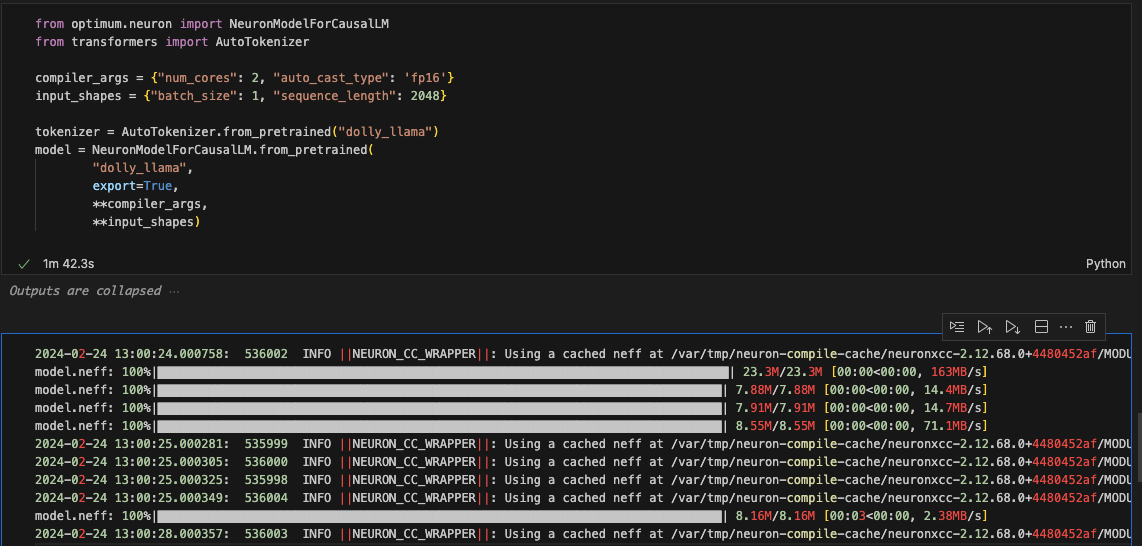 from optimum.neuron import NeuronModelForCausalLM
from transformers import AutoTokenizer
compiler_args = {"num_cores": 2, "auto_cast_type": 'fp16'}
input_shapes = {"batch_size": 1, "sequence_length": 2048}
tokenizer = AutoTokenizer.from_pretrained("dolly_llama")
model = NeuronModelForCausalLM.from_pretrained(
"dolly_llama",
export=True,
**compiler_args,
**input_shapes)
1m 42.3s Python
Outputs are collapsed ...
2024-02-24 13:00:24.000758: 536002 INFO ||NEURON_CC_WRAPPER||: Using a cached neff at /var/tmp/neuron-compile-cache/neuronxcc-2.12.68.0+4480452af/MODU
model.neff: 100%| | 23.3M/23.3M [00:00<00:00, 163MB/s]
model.neff: 100%| | 7.88M/7.88M [00:00<00:00, 14.4MB/s]
model.neff: 100%| | 7.91M/7.91M [00:00<00:00, 14.7MB/s]
model.neff: 100%| | 8.55M/8.55M [00:00<00:00, 71.1MB/s]
2024-02-24 13:00:25.000281: 535999 INFO ||NEURON_CC_WRAPPER||: Using a cached neff at /var/tmp/neuron-compile-cache/neuronxcc-2.12.68.0+4480452af/MODU
2024-02-24 13:00:25.000305: 536000 INFO ||NEURON_CC_WRAPPER||: Using a cached neff at /var/tmp/neuron-compile-cache/neuronxcc-2.12.68.0+4480452af/MODU
2024-02-24 13:00:25.000325: 535998 INFO ||NEURON_CC_WRAPPER||: Using a cached neff at /var/tmp/neuron-compile-cache/neuronxcc-2.12.68.0+4480452af/MODU
2024-02-24 13:00:25.000349: 536004 INFO ||NEURON_CC_WRAPPER||: Using a cached neff at /var/tmp/neuron-compile-cache/neuronxcc-2.12.68.0+4480452af/MODU
model.neff: 100%| | 8.16M/8.16M [00:03<00:00, 2.38MB/s]
2024-02-24 13:00:28.000357: 536003 INFO ||NEURON_CC_WRAPPER||: Using a cached neff at /var/tmp/neuron-compile-cache/neuronxcc-2.12.68.0+4480452af/MODU